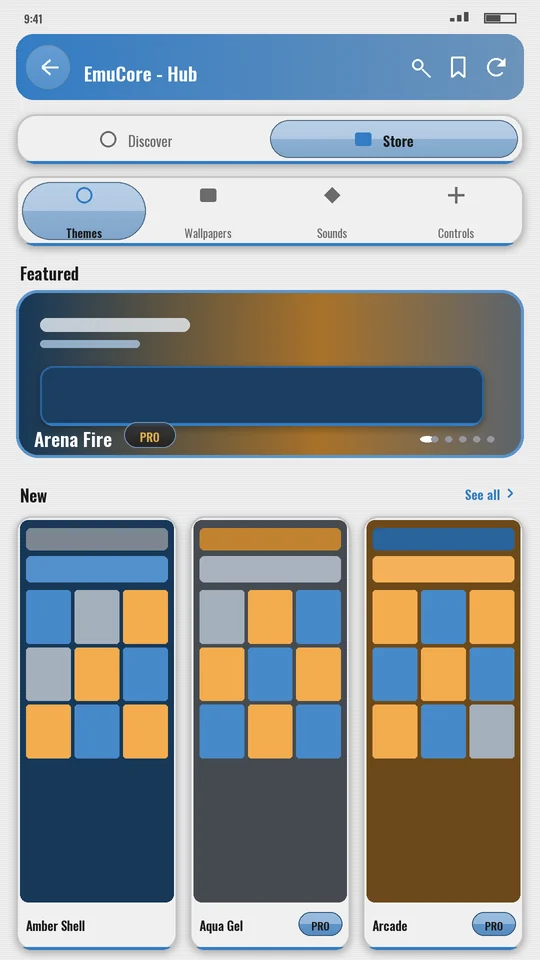 9:41
EmuCore - Hub
Discover
Store
Themes
Wallpapers
Sounds
Controls
Featured
Arena Fire
PRO
New
See all
Amber Shell
Aqua Gel
PRO
Arcade
PRO